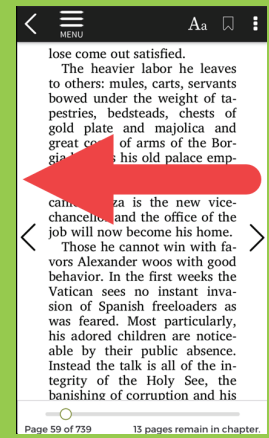 MENU
Aa
lose come out satisfied.
The heavier labor he leaves
to others: mules, carts, servants
bowed under the weight of ta-
pestries, bedsteads, chests of
gold plate and majolica and
great of arms of the Bor-
his old palace emp-
is the new vice-
chancellor and the office of the
job will now become his home.
Those he cannot win with fa-
vors Alexander woos with good
behavior. In the first weeks the
Vatican sees no instant inva-
sion of Spanish freeloaders as
was feared. Most particularly,
his adored children are notice-
able by their public absence.
Instead the talk is all of the in-
tegrity of the Holy See, the
banishing of corruption and his
Page 59 of 739 13 pages remain in chapter.